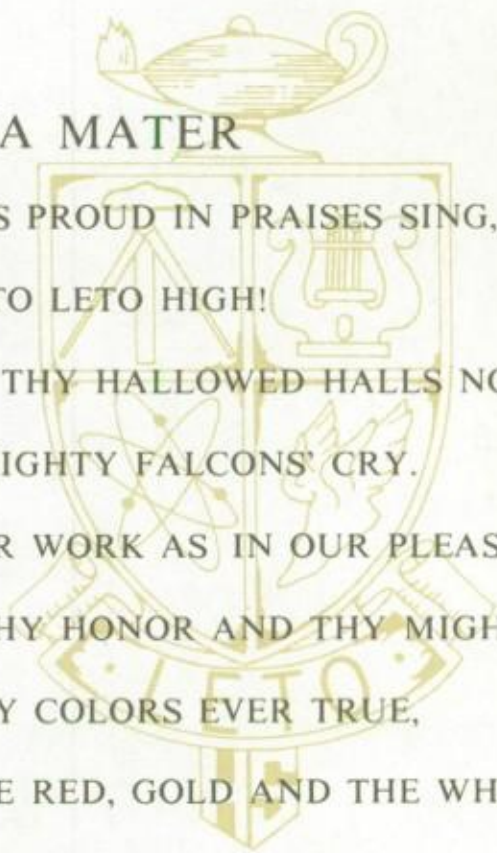 A MATER
S PROUD IN PRAISES SING,
TO LETO HIGH!
THY HALLOWED HALLS NO
IGHTY FALCONS' CRY.
R WORK AS IN OUR PLEAS
HY HONOR AND THY MIGH
Y COLORS EVER TRUE,
LETO
E RED, GOLD AND THE WH